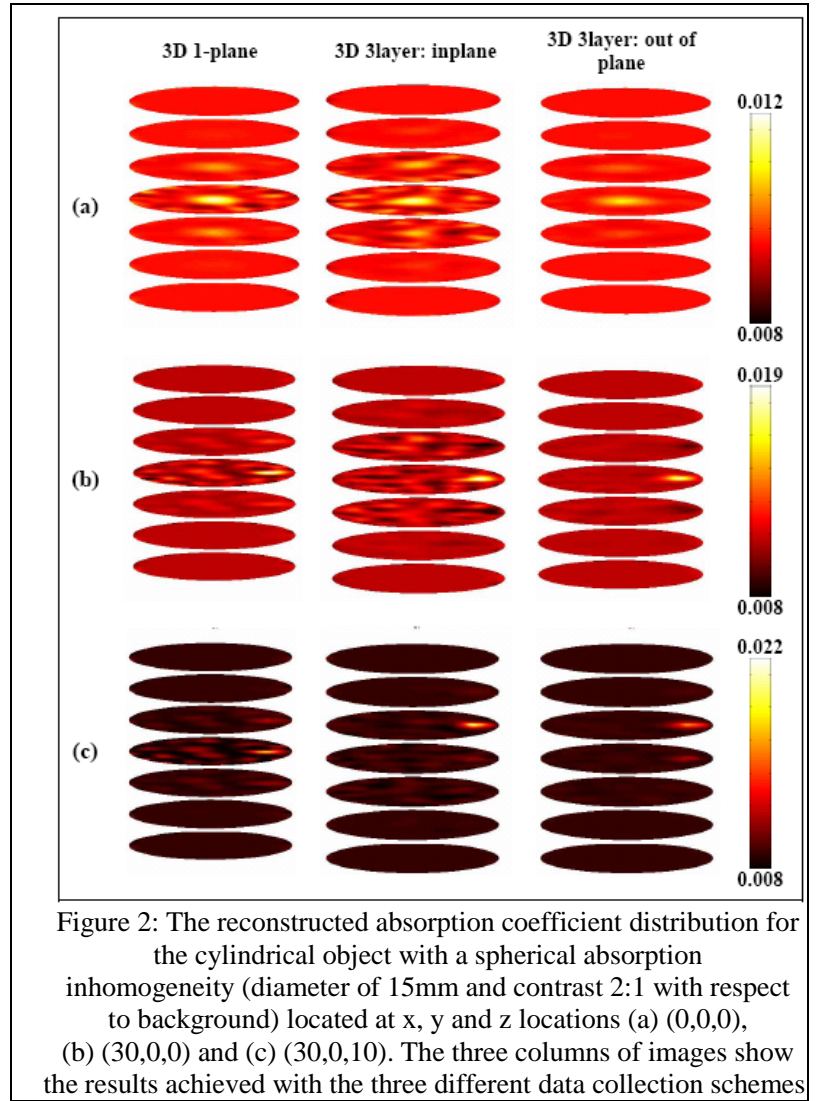 3D 1-plane
3D 3layer: inplane
3D 3layer: out of
plane
0.012
(a)
0.008
0.019
(b)
0.008
0.022
(c)
0.008
Figure 2: The reconstructed absorption coefficient distribution for
the cylindrical object with a spherical absorption
inhomogeneity (diameter of 15mm and contrast 2:1 with respect
to background) located at x, y and z locations (a) (0,0,0),
(b) (30,0,0) and (c) (30,0,10). The three columns of images show
the results achieved with the three different data collection schemes